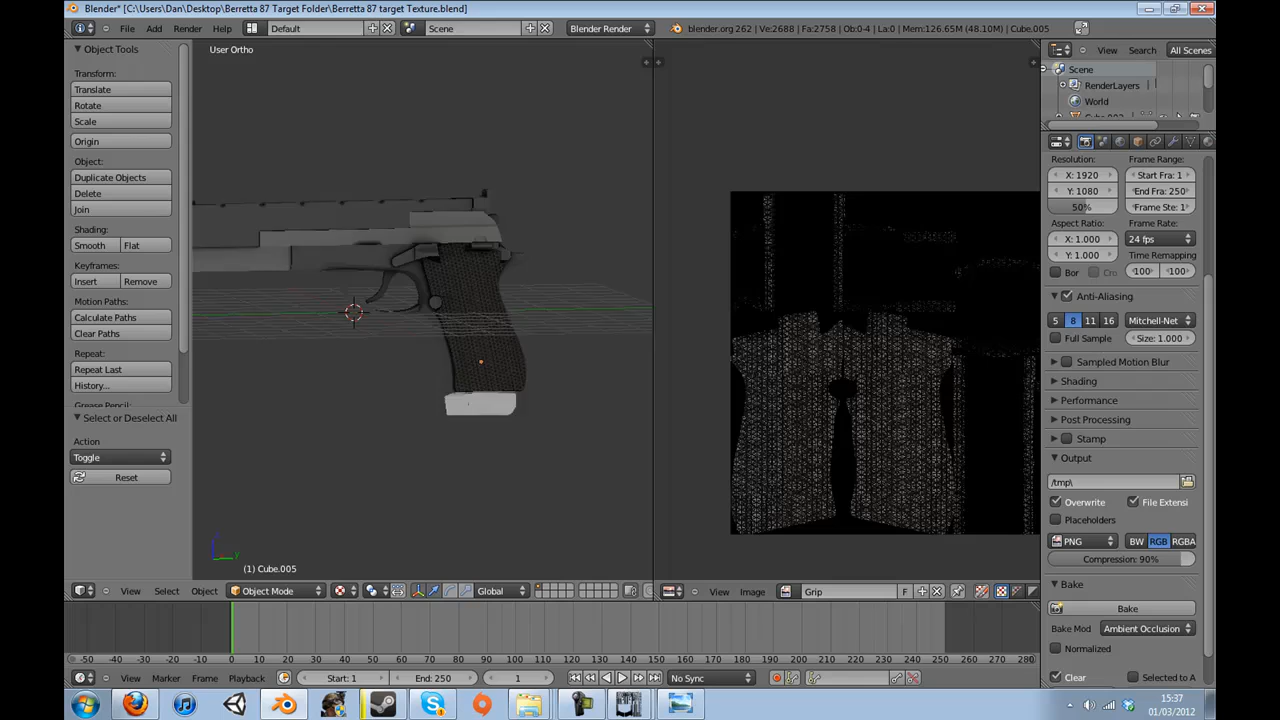 Blender* [C:\Users\Dan\Desktop\Berretta 87 Target Folder/Berretta 87 target Texture.blend]
File Add Render Help Default Scene Blender Render blender.org 262 | Ve:2688 | Fa:2758 | Ob:0-4 | La:0 | Mem:126.65M (48.10M) | Cube.005
Object Tools
User Ortho
View Search All Scenes
Scene
RenderLayers
World
Cube.002
Transform:
Translate
Rotate
Scale
Origin
Object:
Duplicate Objects
Delete
Join
Shading:
Smooth Flat
Keyframes:
Insert Remove
Motion Paths:
Calculate Paths
Clear Paths
Repeat:
Repeat Last
History...
Grease Pencil:
Select or Deselect All
Action
Toggle
Reset
(1) Cube.005
View Select Object Object Mode Global
View Image Grip F
Resolution: Frame Range:
X: 1920 Start Fra: 1
Y: 1080 End Fra: 250
50% Frame Ste: 1
Aspect Ratio: Frame Rate:
X: 1.000 24 fps
Y: 1.000 Time Remapping
Bor Cro 100 100
Anti-Aliasing
5 8 11 16 Mitchell-Net
Full Sample Size: 1.000
Sampled Motion Blur
Shading
Performance
Post Processing
Stamp
Output
/tmp\
Overwrite File Extensi
Placeholders
PNG BW RGB RGBA
Compression: 90%
Bake
Bake
Bake Mod Ambient Occlusion
Normalized
Clear Selected to A
-50 -40 -30 -20 -10 0 10 20 30 40 50 60 70 80 90 100 110 120 130 140 150 160 170 180 190 200 210 220 230 240 250 260 270 280
View Marker Frame Playback Start: 1 End: 250 1 No Sync
15:37
01/03/2012